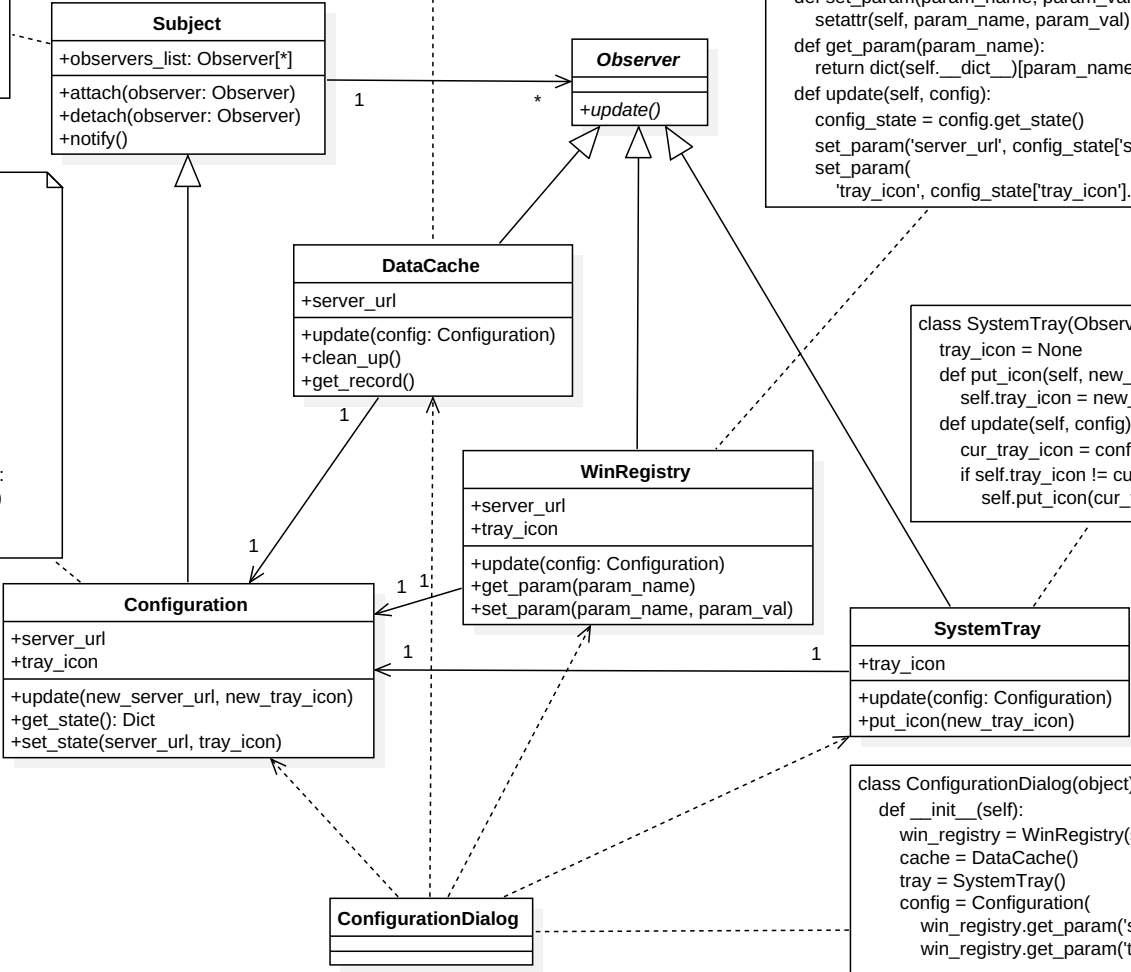 Subject
+observers_list: Observer[*]
+attach(observer: Observer)
+detach(observer: Observer)
+notify()
1
*
Observer
+update()
setattr(self, param_name, param_val)
def get_param(param_name):
return dict(self.__dict__)[param_name
def update(self, config):
config_state = config.get_state()
set_param('server_url', config_state['s
set_param(
'tray_icon', config_state['tray_icon'].
DataCache
+server_url
+update(config: Configuration)
+clean_up()
+get_record()
1
1
class SystemTray(Observ
tray_icon = None
def put_icon(self, new_
self.tray_icon = new_
def update(self, config)
cur_tray_icon = conf
if self.tray_icon != cu
self.put_icon(cur_
WinRegistry
+server_url
+tray_icon
+update(config: Configuration)
+get_param(param_name)
+set_param(param_name, param_val)
1
1
:
)
Configuration
+server_url
+tray_icon
+update(new_server_url, new_tray_icon)
+get_state(): Dict
+set_state(server_url, tray_icon)
1
1
SystemTray
+tray_icon
+update(config: Configuration)
+put_icon(new_tray_icon)
class ConfigurationDialog(object)
def __init__(self):
win_registry = WinRegistry(
cache = DataCache()
tray = SystemTray()
config = Configuration(
win_registry.get_param('s
win_registry.get_param('t
ConfigurationDialog